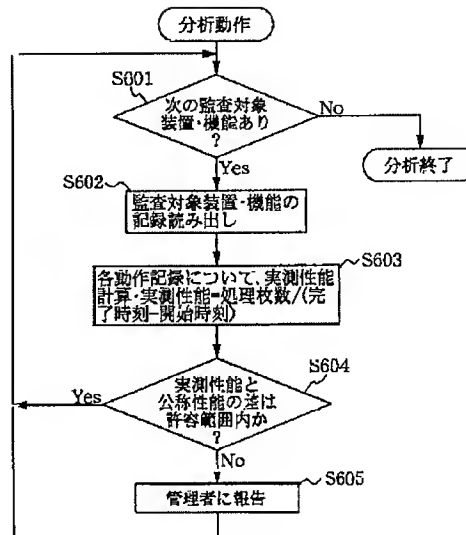 分析動作
S601
次の監査対象
装置・機能あり
?
No
Yes
分析終了
S602
監査対象装置・機能の
記録読み出し
S603
各動作記録について、実測性能
計算・実測性能=処理枚数/(完
了時刻-開始時刻)
S604
実測性能と
公称性能の差は
許容範囲内か
?
Yes
No
S605
管理者に報告